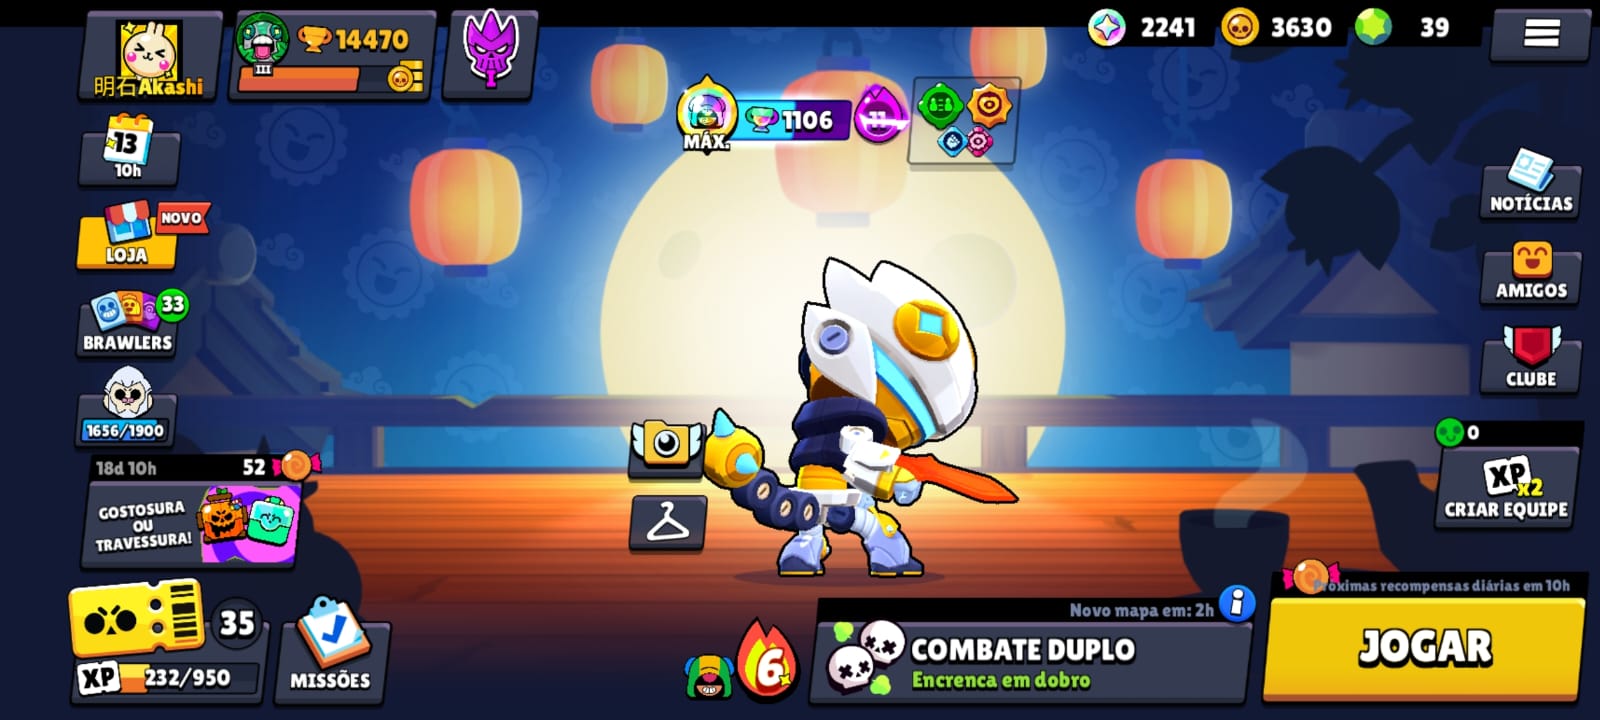 明石Akashi
III
14470
2241
3630
39
MÁX.
1106
11
13
10h
NOVO
LOJA
33
BRAWLERS
1656/1900
18d 10h
52
GOSTOSURA
OU
TRAVESSURA!
35
XP
232/950
MISSÕES
NOTÍCIAS
AMIGOS
CLUBE
0
XP
x2
CRIAR EQUIPE
6
Novo mapa em: 2h
COMBATE DUPLO
Encrenca em dobro
Próximas recompensas diárias em 10h
JOGAR